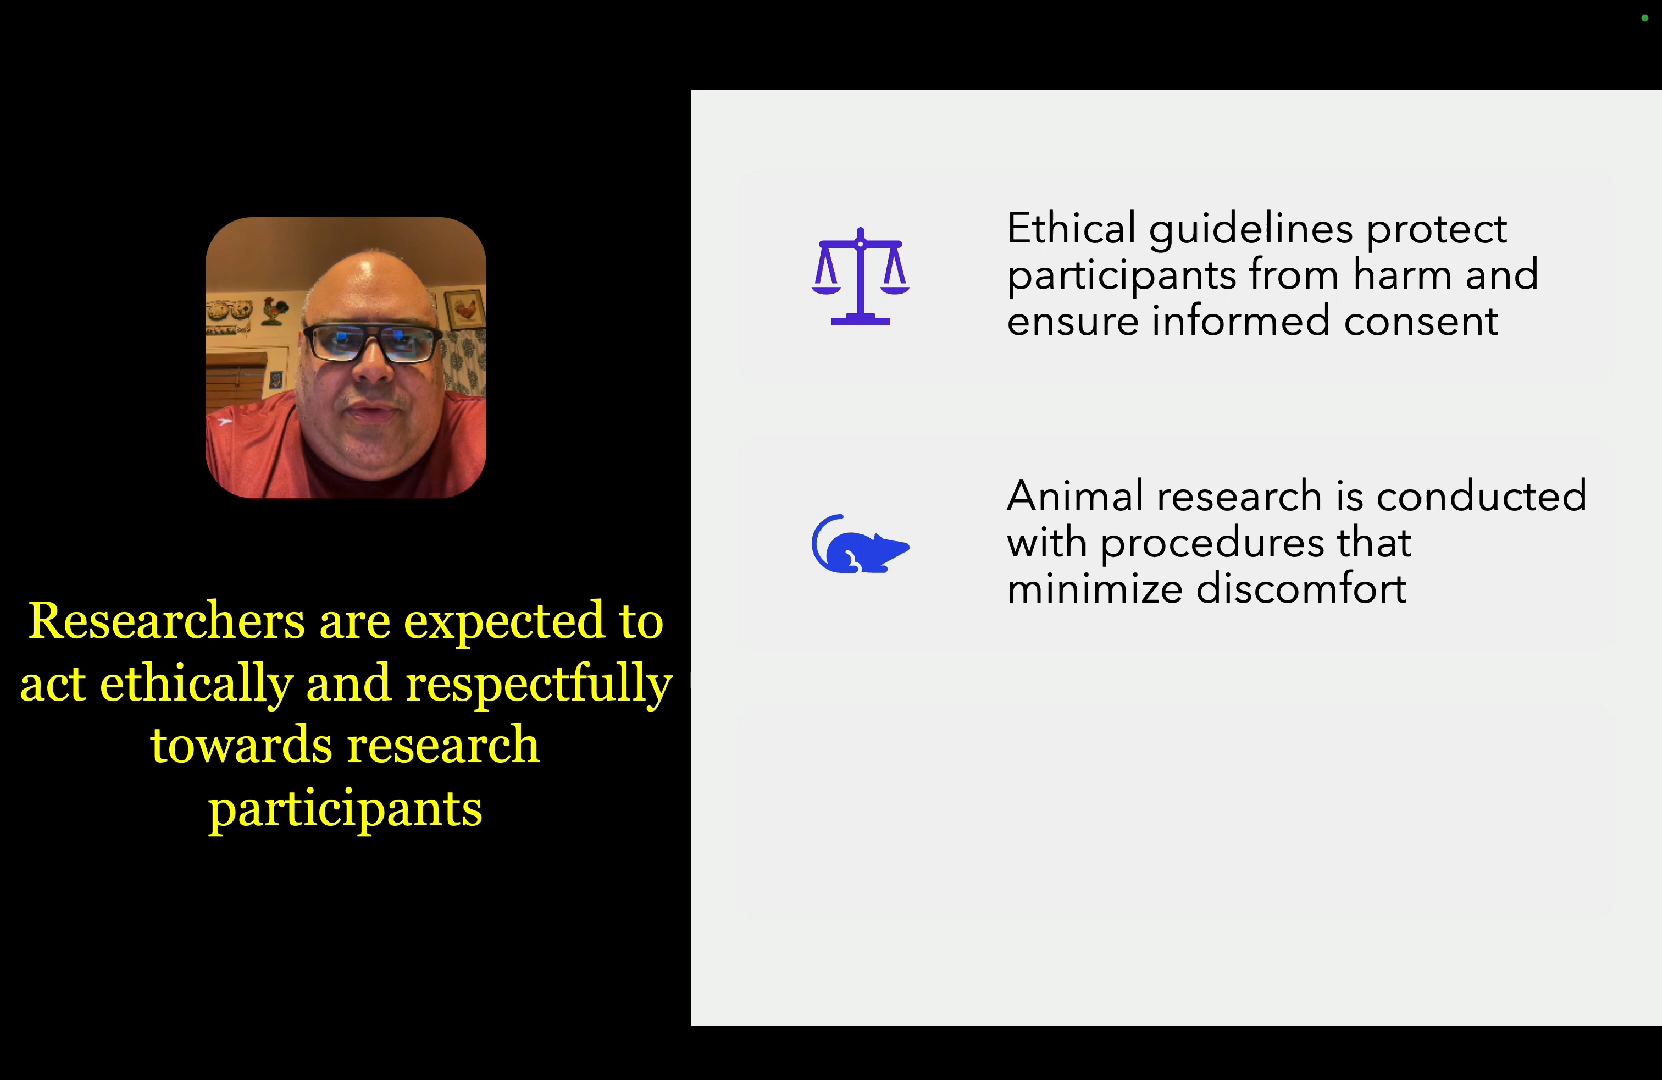 Researchers are expected to
act ethically and respectfully
towards research
participants
Ethical guidelines protect
participants from harm and
ensure informed consent
Animal research is conducted
with procedures that
minimize discomfort